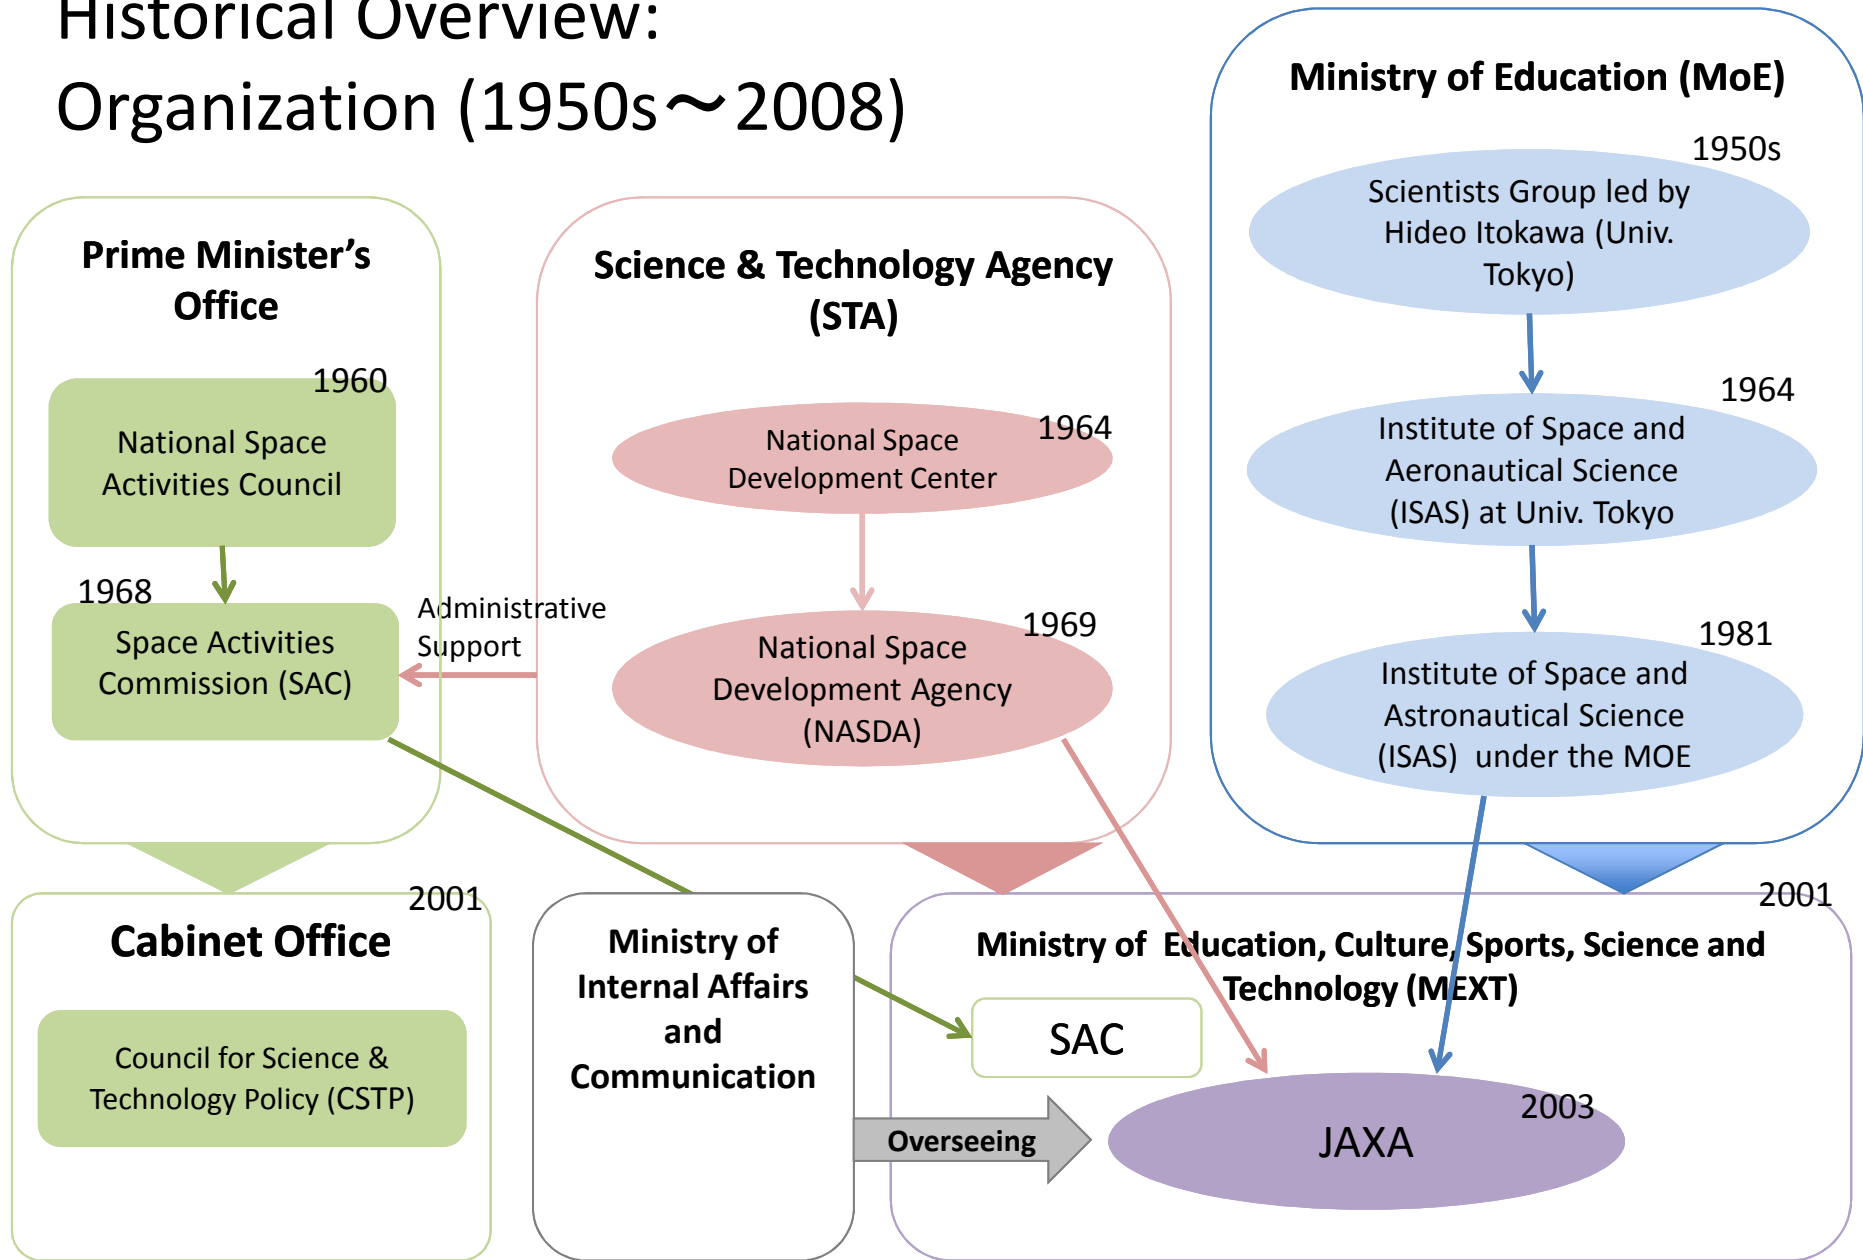 Historical Overview:
Organization (1950s～2008)
Prime Minister’s
Office
1960
National Space
Activities Council
1968
Space Activities
Commission (SAC)
Administrative
Support
Science & Technology Agency
(STA)
1964
National Space
Development Center
1969
National Space
Development Agency
(NASDA)
Ministry of Education (MoE)
1950s
Scientists Group led by
Hideo Itokawa (Univ.
Tokyo)
1964
Institute of Space and
Aeronautical Science
(ISAS) at Univ. Tokyo
1981
Institute of Space and
Astronautical Science
(ISAS) under the MOE
2001
Cabinet Office
Council for Science &
Technology Policy (CSTP)
Ministry of
Internal Affairs
and
Communication
Overseeing
2001
Ministry of Education, Culture, Sports, Science and
Technology (MEXT)
SAC
2003
JAXA